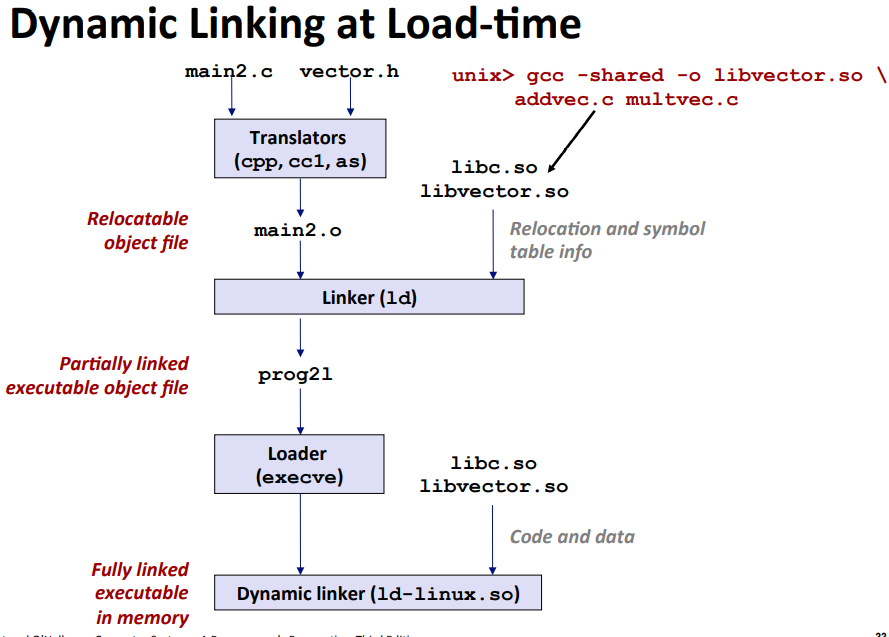 Dynamic Linking at Load-time
main2.c vector.h
unix> gcc -shared -o libvector.so \
addvec.c multvec.c
Translators
(cpp, cc1, as)
libc.so
libvector.so
Relocatable
object file
main2.o
Relocation and symbol
table info
Linker (ld)
Partially linked
executable object file
prog2l
Loader
(execve)
libc.so
libvector.so
Code and data
Fully linked
executable
in memory
Dynamic linker (ld-linux.so)